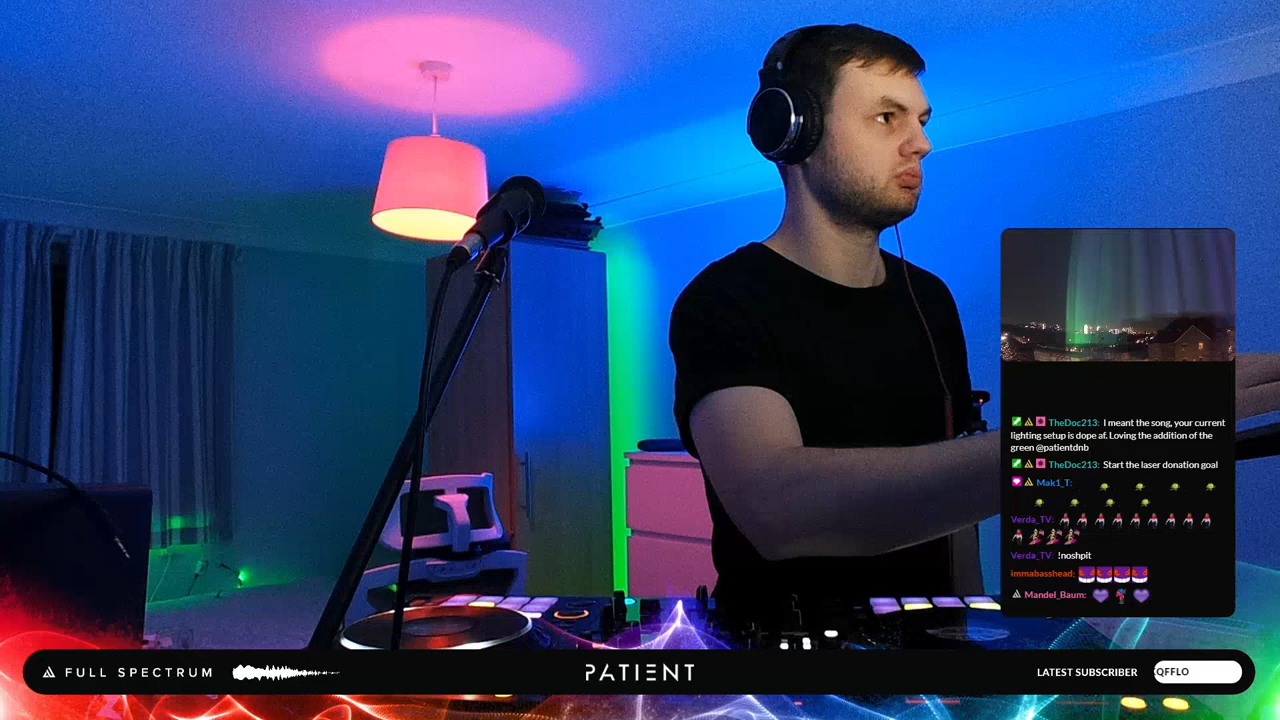 TheDoc213: I meant the song, your current
lighting setup is dope af. Loving the addition of the
green @patientdnb
TheDoc213: Start the laser donation goal
Mak1_T:
Verda_TV:
Verda_TV: !noshpit
immabasshead:
Mandel_Baum:
FULL SPECTRUM
PATIENT
LATEST SUBSCRIBER
QFFLO